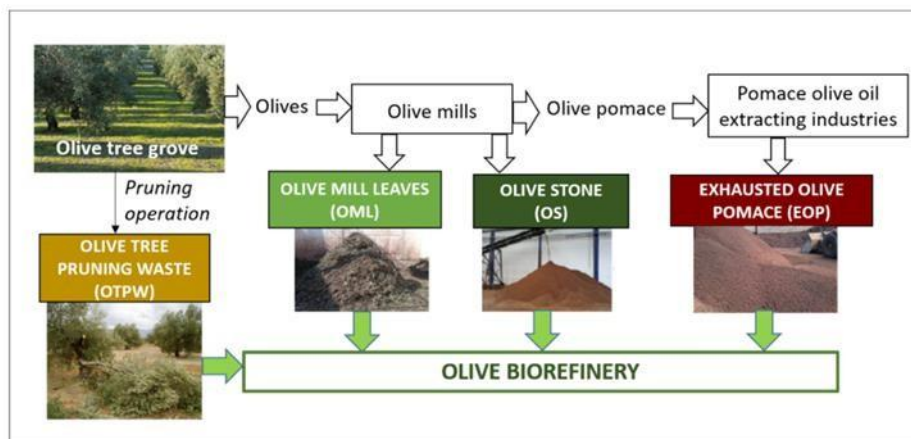 Olive tree grove
Olives
Olive mills
Olive pomace
Pomace olive oil
extracting industries
Pruning
operation
OLIVE MILL LEAVES
(OML)
OLIVE STONE
(OS)
EXHAUSTED OLIVE
POMACE (EOP)
OLIVE TREE
PRUNING WASTE
(OTPW)
OLIVE BIOREFINERY